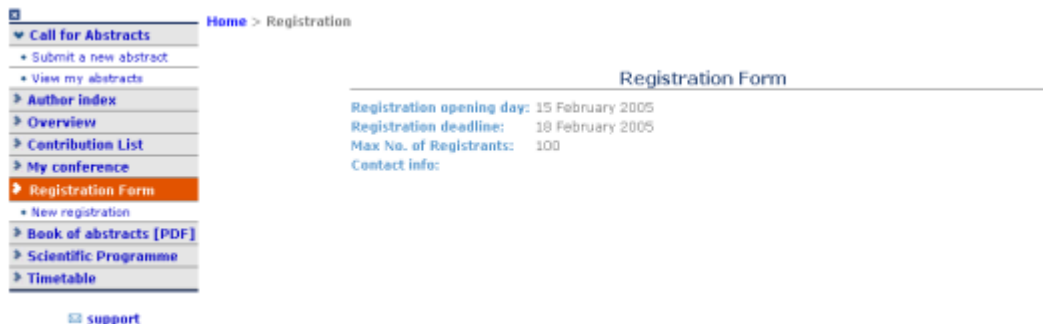 Home > Registration
Call for Abstracts
Submit a new abstract
View my abstracts
Author index
Overview
Contribution List
My conference
Registration Form
New registration
Book of abstracts [PDF]
Scientific Programme
Timetable
support
Registration Form
Registration opening day: 15 February 2005
Registration deadline: 18 February 2005
Max No. of Registrants: 100
Contact info: